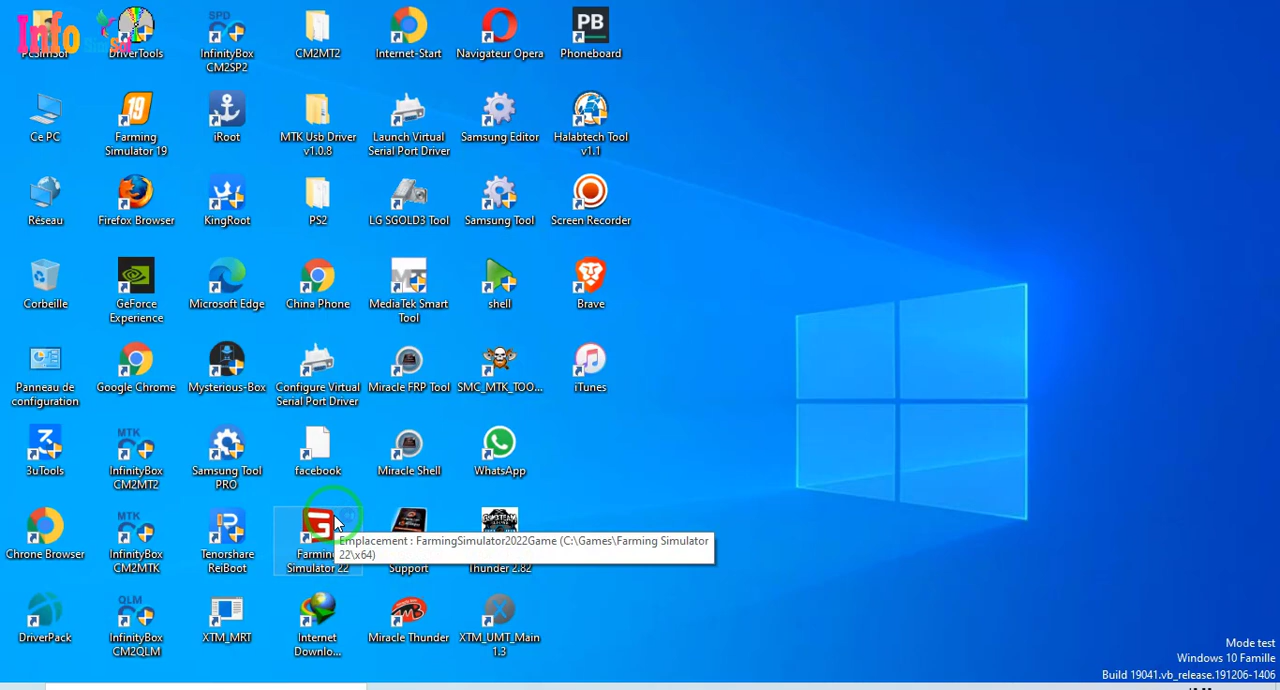 Info
PCsimSof
DriverTools
InfinityBox
CM2SP2
CM2MT2
Internet-Start
Navigateur Opera
PB
Phoneboard
Ce PC
19
Farming
Simulator 19
iRoot
MTK Usb Driver
v1.0.8
Launch Virtual
Serial Port Driver
Samsung Editor
Halabtech Tool
v1.1
Réseau
Firefox Browser
KingRoot
PS2
LG SGOLD3 Tool
Samsung Tool
Screen Recorder
Corbeille
GeForce
Experience
Microsoft Edge
China Phone
MediaTek Smart
Tool
shell
Brave
Panneau de
configuration
Google Chrome
Mysterious-Box
Configure Virtual
Serial Port Driver
Miracle FRP Tool
SMC_MTK_TOO...
iTunes
3uTools
MTK
InfinityBox
CM2MT2
Samsung Tool
PRO
facebook
Miracle Shell
WhatsApp
Chrone Browser
MTK
InfinityBox
CM2MTK
Tenorshare
ReiBoot
Farming
Simulator 22
Support
Thunder 2.82
Emplacement : FarmingSimulator2022Game (C:\Games\Farming Simulator
22\x64)
DriverPack
QLM
InfinityBox
CM2QLM
XTM_MRT
Internet
Downlo...
Miracle Thunder
XTM_UMT_Main
1.3
Mode test
Windows 10 Famille
Build 19041.vb_release.191206-1406